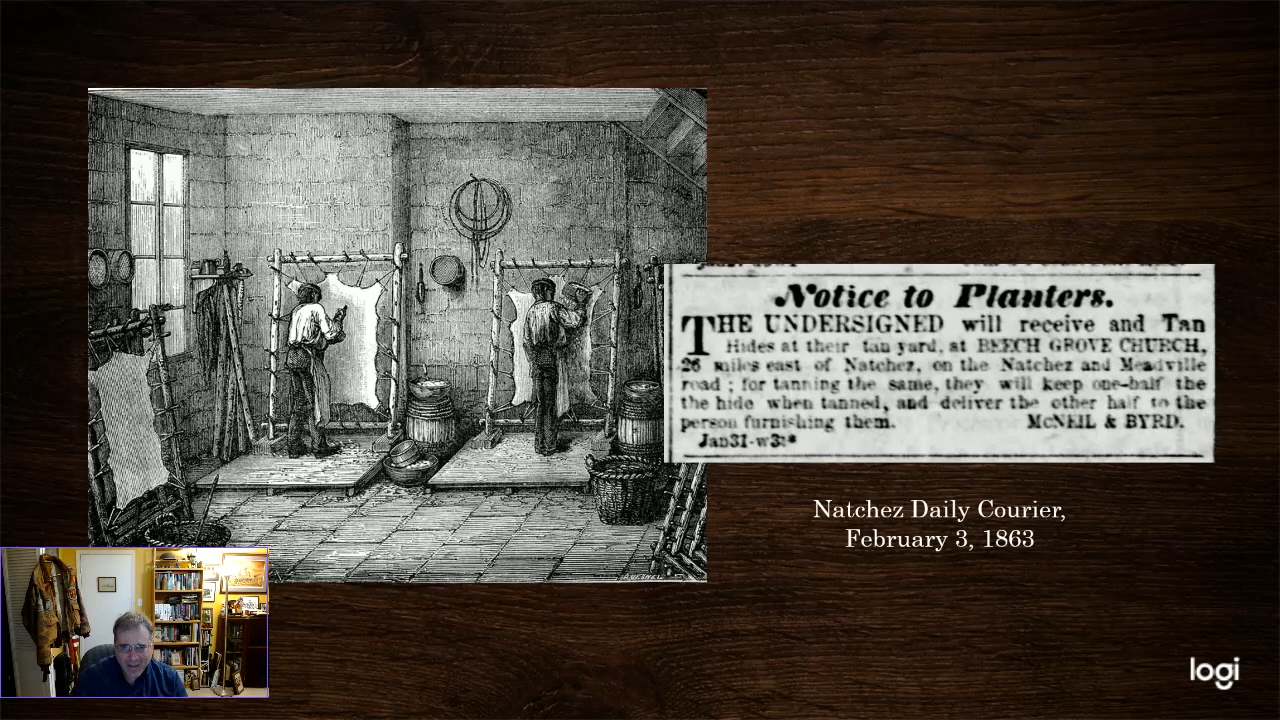 Notice to Planters.
THE UNDERSIGNED will receive and Tan
Hides at their tan yard, at BEECH GROVE CHURCH,
26 miles east of Natchez, on the Natchez and Meadville
road ; for tanning the same, they will keep one-half the
the hide when tanned, and deliver the other half to the
person furnishing them. McNEIL & BYRD.
Jan31-w3t*
Natchez Daily Courier,
February 3, 1863
logi